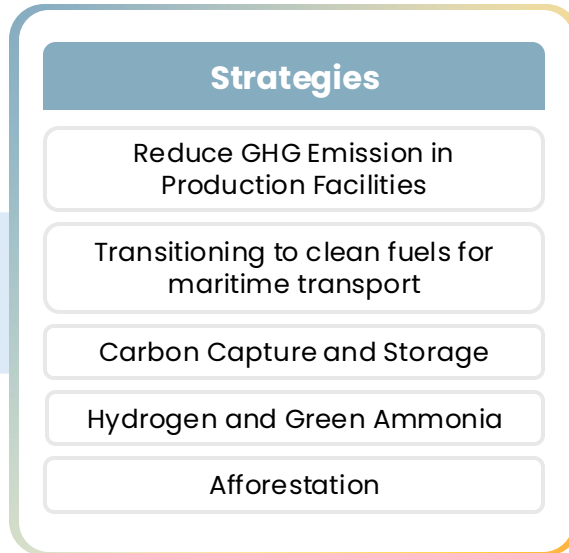 Strategies
Reduce GHG Emission in
Production Facilities
Transitioning to clean fuels for
maritime transport
Carbon Capture and Storage
Hydrogen and Green Ammonia
Afforestation